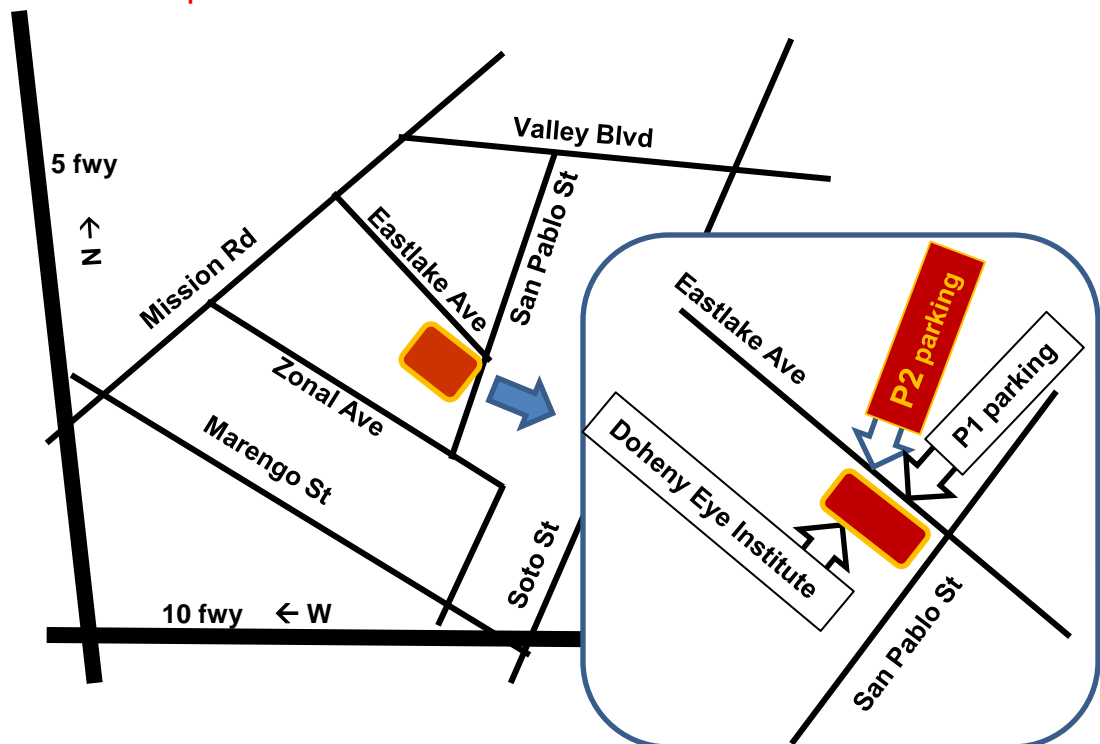 Valley Blvd
5 fwy
← N
Mission Rd
Eastlake Ave
San Pablo St
Zonal Ave
Marengo St
Soto St
10 fwy ← W
Eastlake Ave
P2 parking
P1 parking
Doheny Eye Institute
San Pablo St